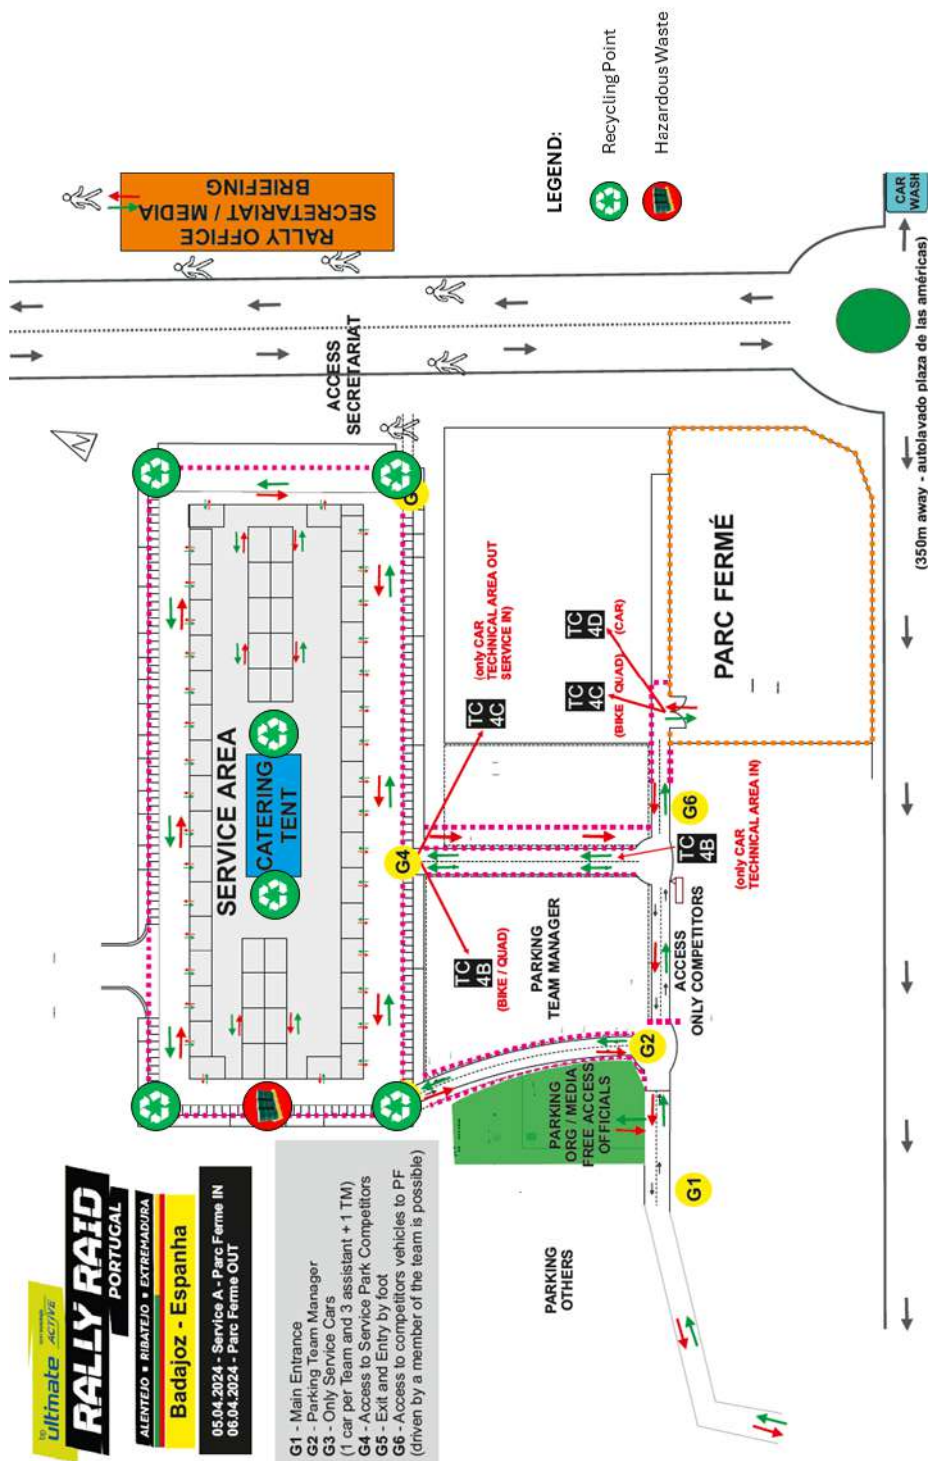 bp
ultimate
ACTIVE
RALLY RAID
PORTUGAL
ALENTEJO ■ RIBATEJO ■ EXTREMADURA
Badajoz - Espanha
05.04.2024 - Service A - Parc Ferme IN
06.04.2024 - Parc Ferme OUT
G1 - Main Entrance
G2 - Parking Team Manager
G3 - Only Service Cars
(1 car per Team and 3 assistant + 1 TM)
G4 - Access to Service Park Competitors
G5 - Exit and Entry by foot
G6 - Access to competitors vehicles to PF
(driven by a member of the team is possible)
SERVICE AREA
CATERING
TENT
N
ACCESS
SECRETARIAT
RALLY OFFICE
SECRETARIAT / MEDIA
BRIEFING
LEGEND:
Recycling Point
Hazardous Waste
G4
TC
4B
(BIKE / QUAD)
TC
4C
(only CAR
TECHNICAL AREA OUT
SERVICE IN)
PARKING
TEAM MANAGER
PARKING
ORG / MEDIA
FREE ACCESS
OFFICIALS
G2
G1
PARKING
OTHERS
ACCESS
ONLY COMPETITORS
TC
4B
(only CAR
TECHNICAL AREA IN)
G6
TC
4C
(BIKE / QUAD)
TC
4D
(CAR)
PARC FERMÉ
CAR
WASH
(350m away - autolavado plaza de las américas)